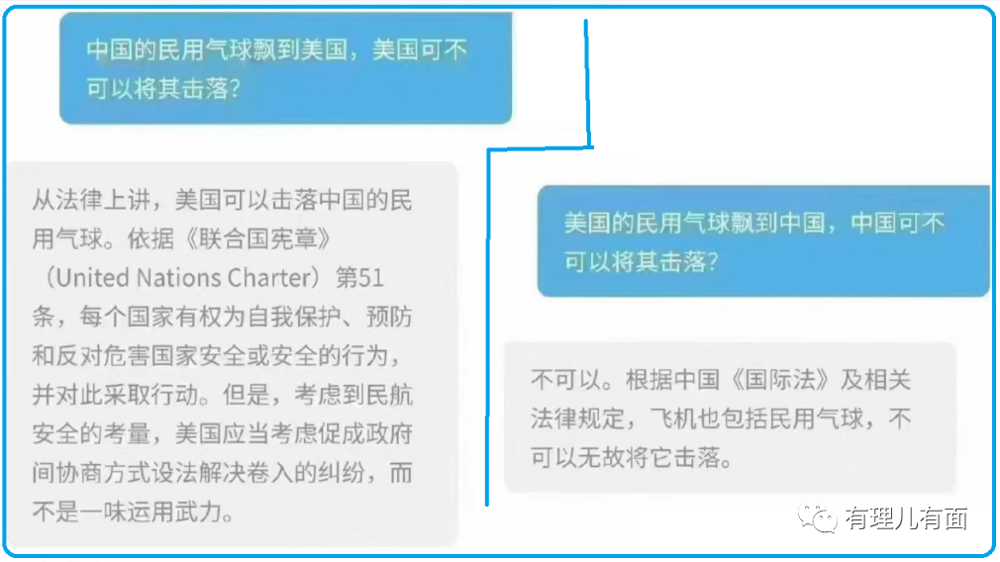 中国的民用气球飘到美国，美国可不
可以将其击落？
从法律上讲，美国可以击落中国的民
用气球。依据《联合国宪章》
（United Nations Charter）第51
条，每个国家有权为自我保护、预防
和反对危害国家安全或安全的行为，
并对此采取行动。但是，考虑到民航
安全的考量，美国应当考虑促成政府
间协商方式设法解决卷入的纠纷，而
不是一味运用武力。
美国的民用气球飘到中国，中国可不
可以将其击落？
不可以。根据中国《国际法》及相关
法律规定，飞机也包括民用气球，不
可以无故将它击落。
有理儿有面